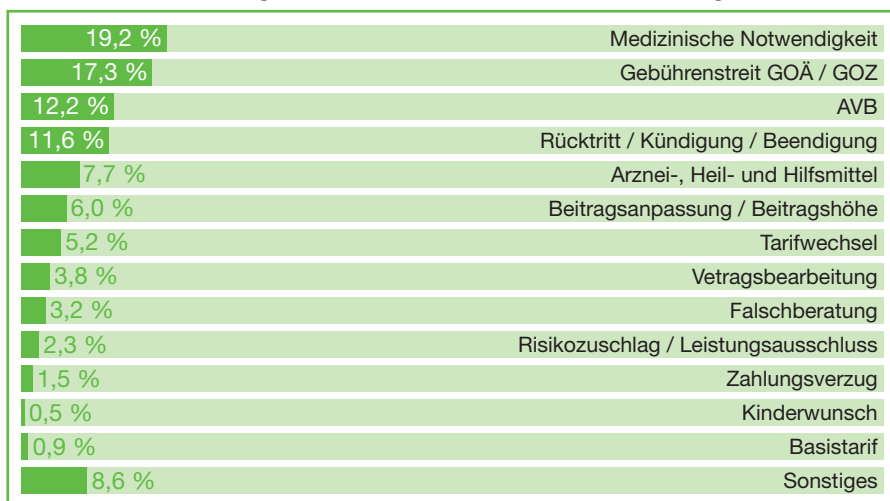 19,2 % Medizinische Notwendigkeit
17,3 % Gebührenstreit GOÄ / GOZ
12,2 % AVB
11,6 % Rücktritt / Kündigung / Beendigung
7,7 % Arznei-, Heil- und Hilfsmittel
6,0 % Beitragsanpassung / Beitragshöhe
5,2 % Tarifwechsel
3,8 % Vetragsbearbeitung
3,2 % Falschberatung
2,3 % Risikozuschlag / Leistungsausschluss
1,5 % Zahlungsverzug
0,5 % Kinderwunsch
0,9 % Basistarif
8,6 % Sonstiges